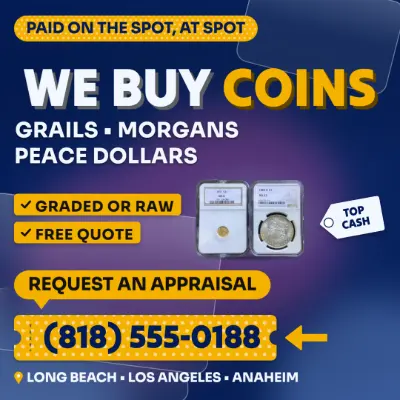 PAID ON THE SPOT, AT SPOT
WE BUY COINS
GRAILS ▪ MORGANS
PEACE DOLLARS
✓ GRADED OR RAW
✓ FREE QUOTE
TOP
CASH
REQUEST AN APPRAISAL
(818) 555-0188
LONG BEACH ▪ LOS ANGELES ▪ ANAHEIM